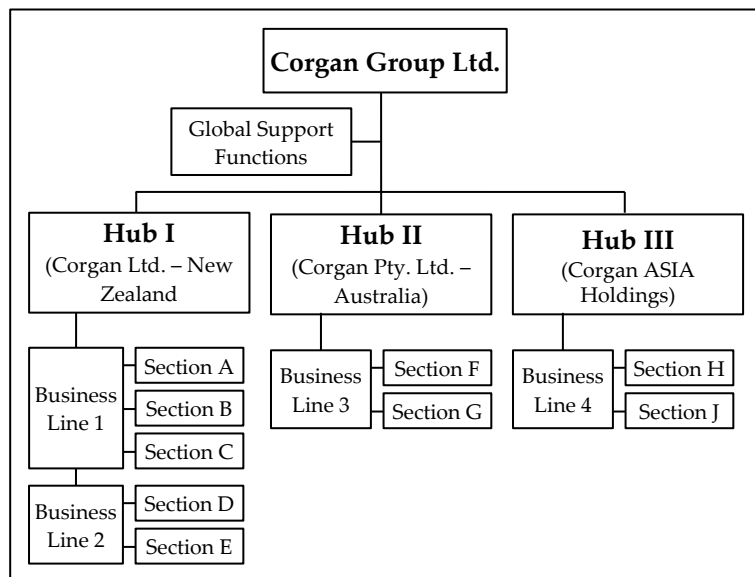 Corgan Group Ltd.
Global Support
Functions
Hub I
(Corgan Ltd. – New
Zealand
Hub II
(Corgan Pty. Ltd. –
Australia)
Hub III
(Corgan ASIA
Holdings)
Business
Line 1
Section A
Section B
Section C
Business
Line 2
Section D
Section E
Business
Line 3
Section F
Section G
Business
Line 4
Section H
Section J